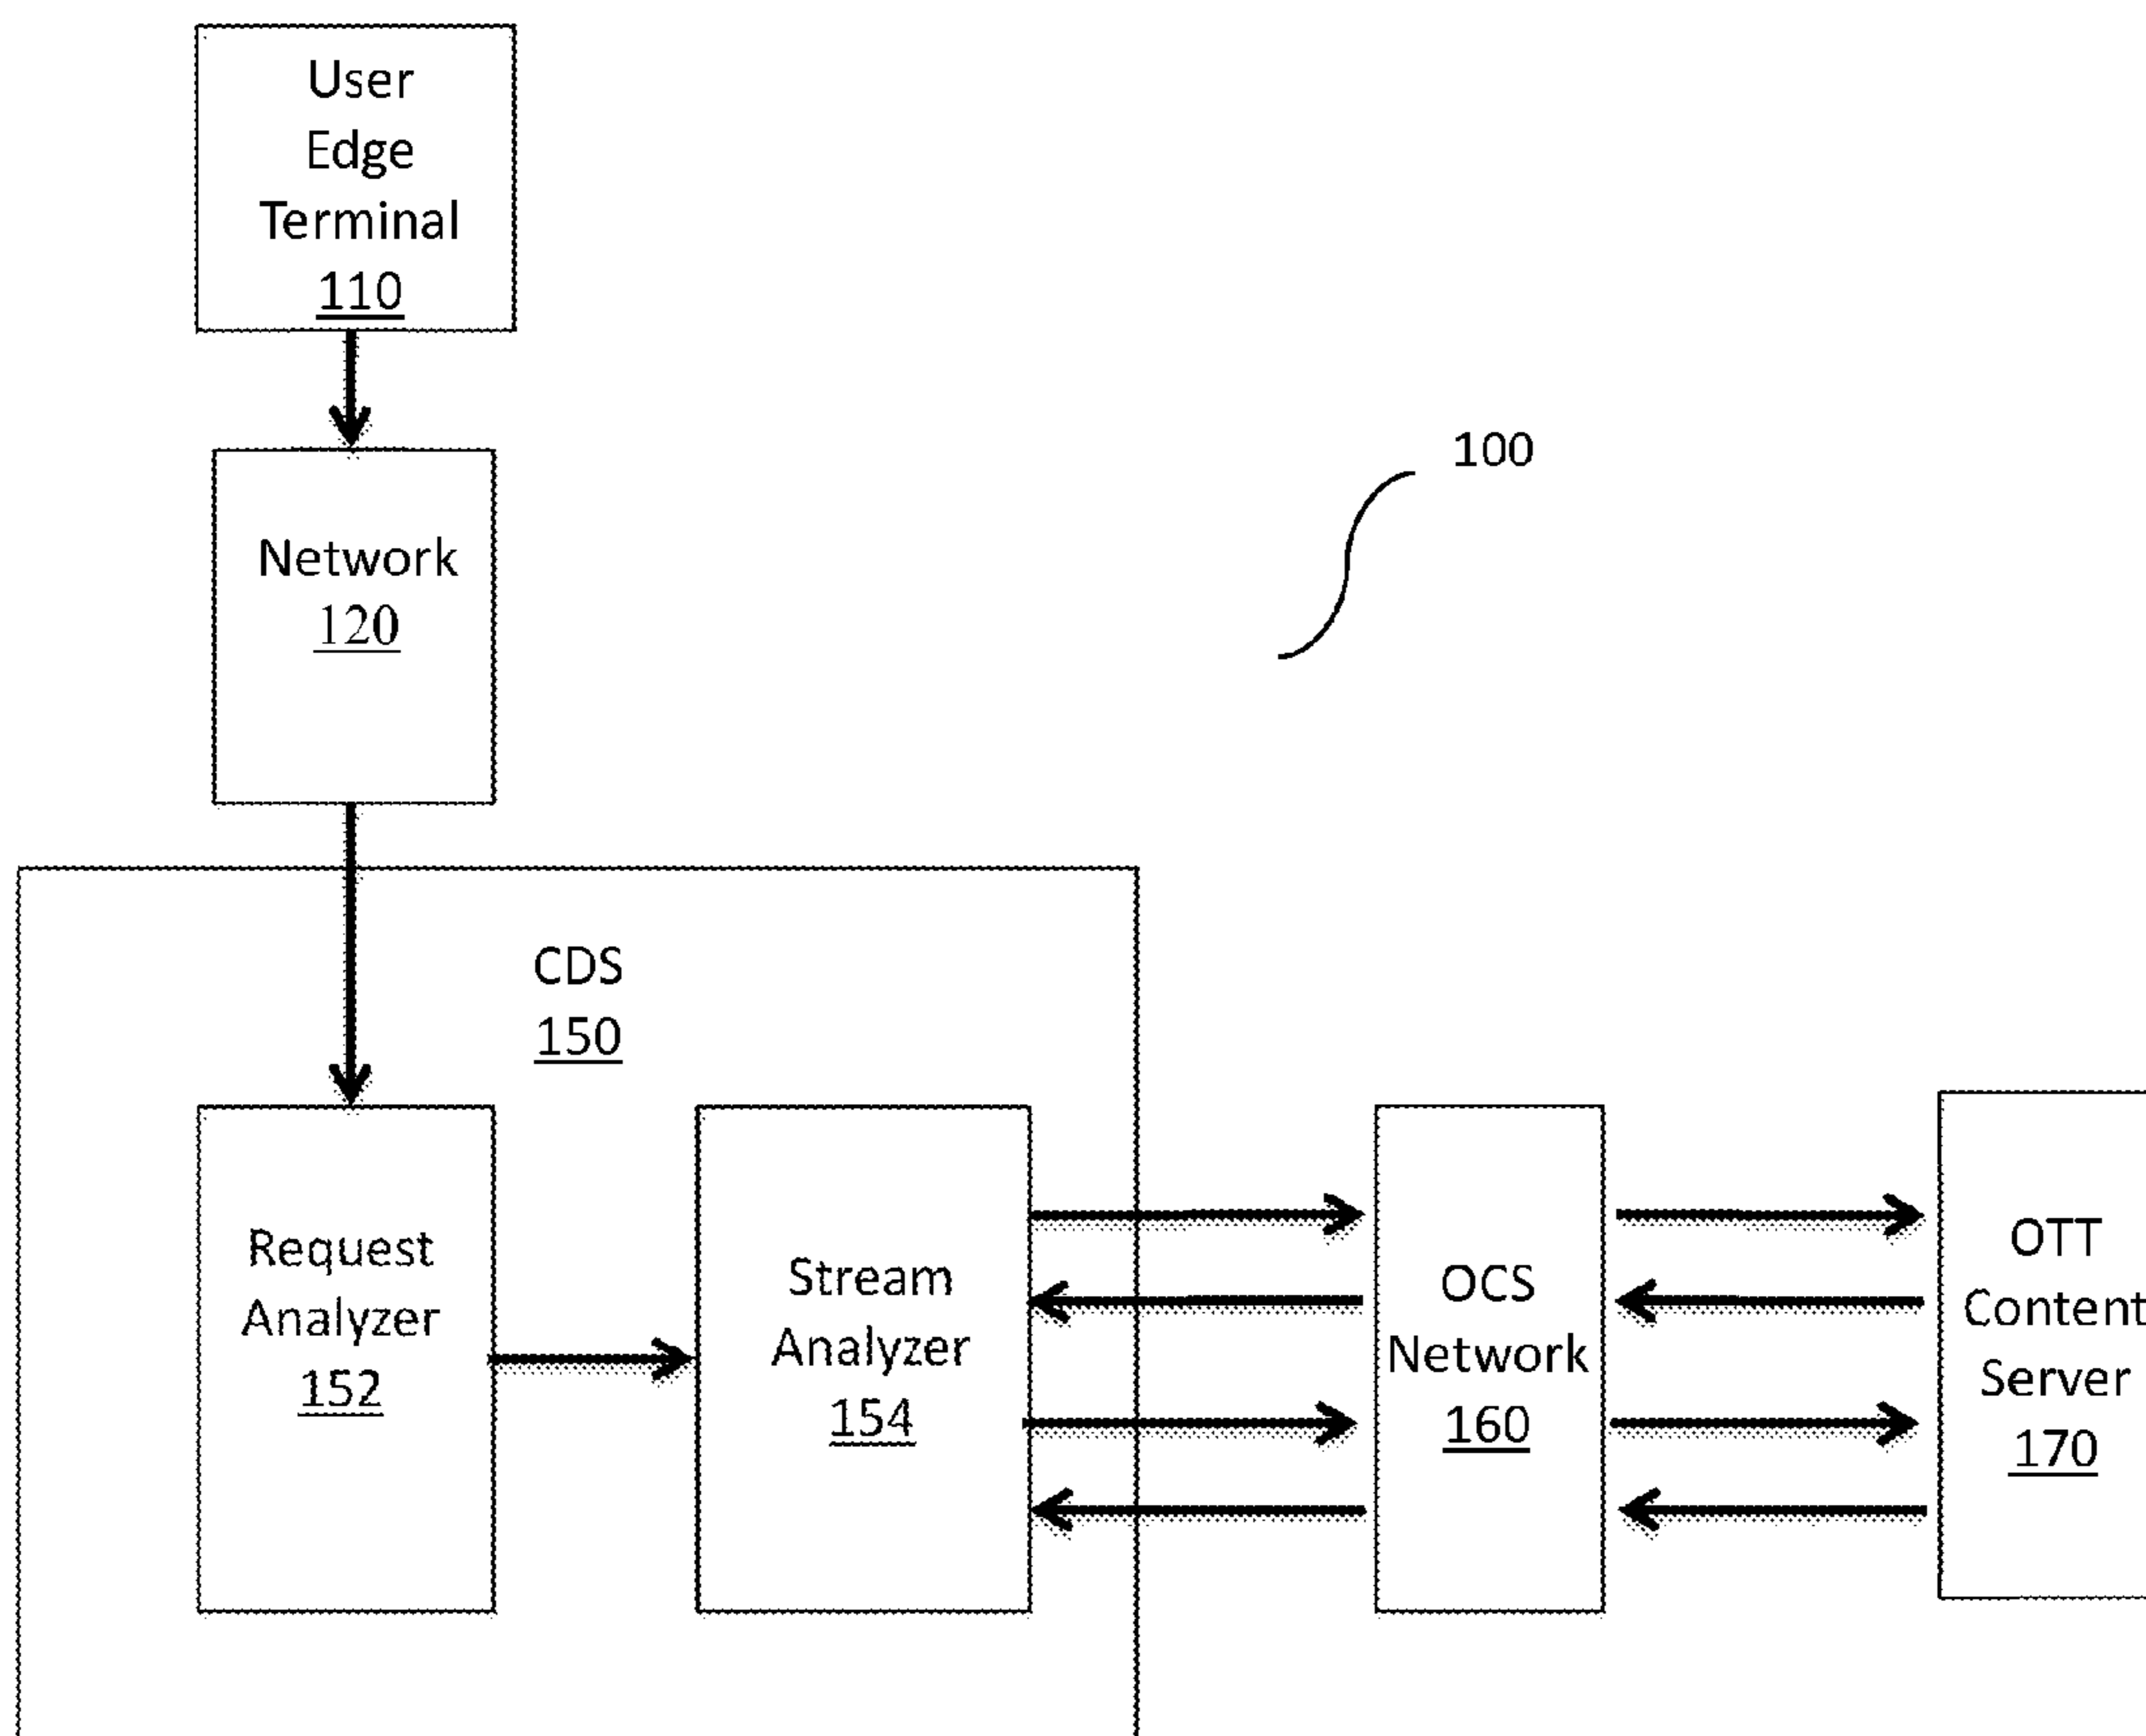 User
Edge
Terminal
110
Network
120
100
CDS
150
Request
Analyzer
152
Stream
Analyzer
154
OCS
Network
160
OTT
Content
Server
170